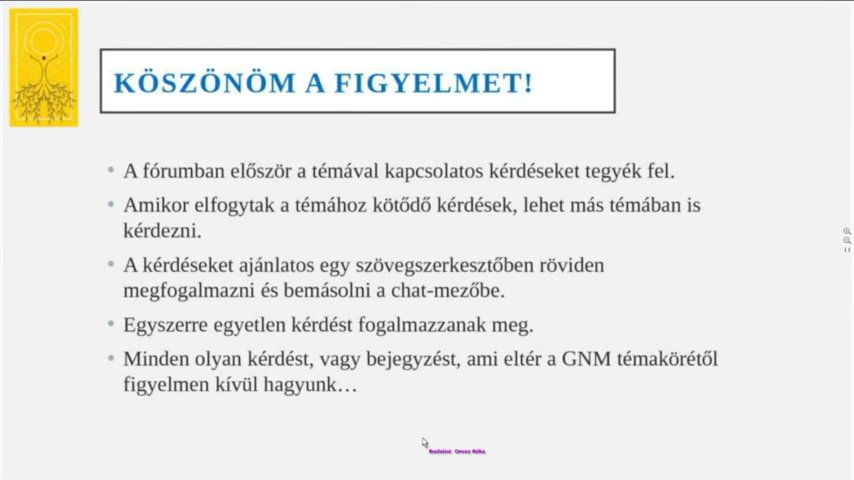 KÖSZÖNÖM A FIGYELMET!
• A fórumban először a témával kapcsolatos kérdéseket tegyék fel.
• Amikor elfogytak a témához kötődő kérdések, lehet más témában is
kérdezni.
• A kérdéseket ajánlatos egy szövegszerkesztőben röviden
megfogalmazni és bemásolni a chat-mezőbe.
• Egyszerre egyetlen kérdést fogalmazzanak meg.
• Minden olyan kérdést, vagy bejegyzést, ami eltér a GNM témakörétől
figyelmen kívül hagyunk…